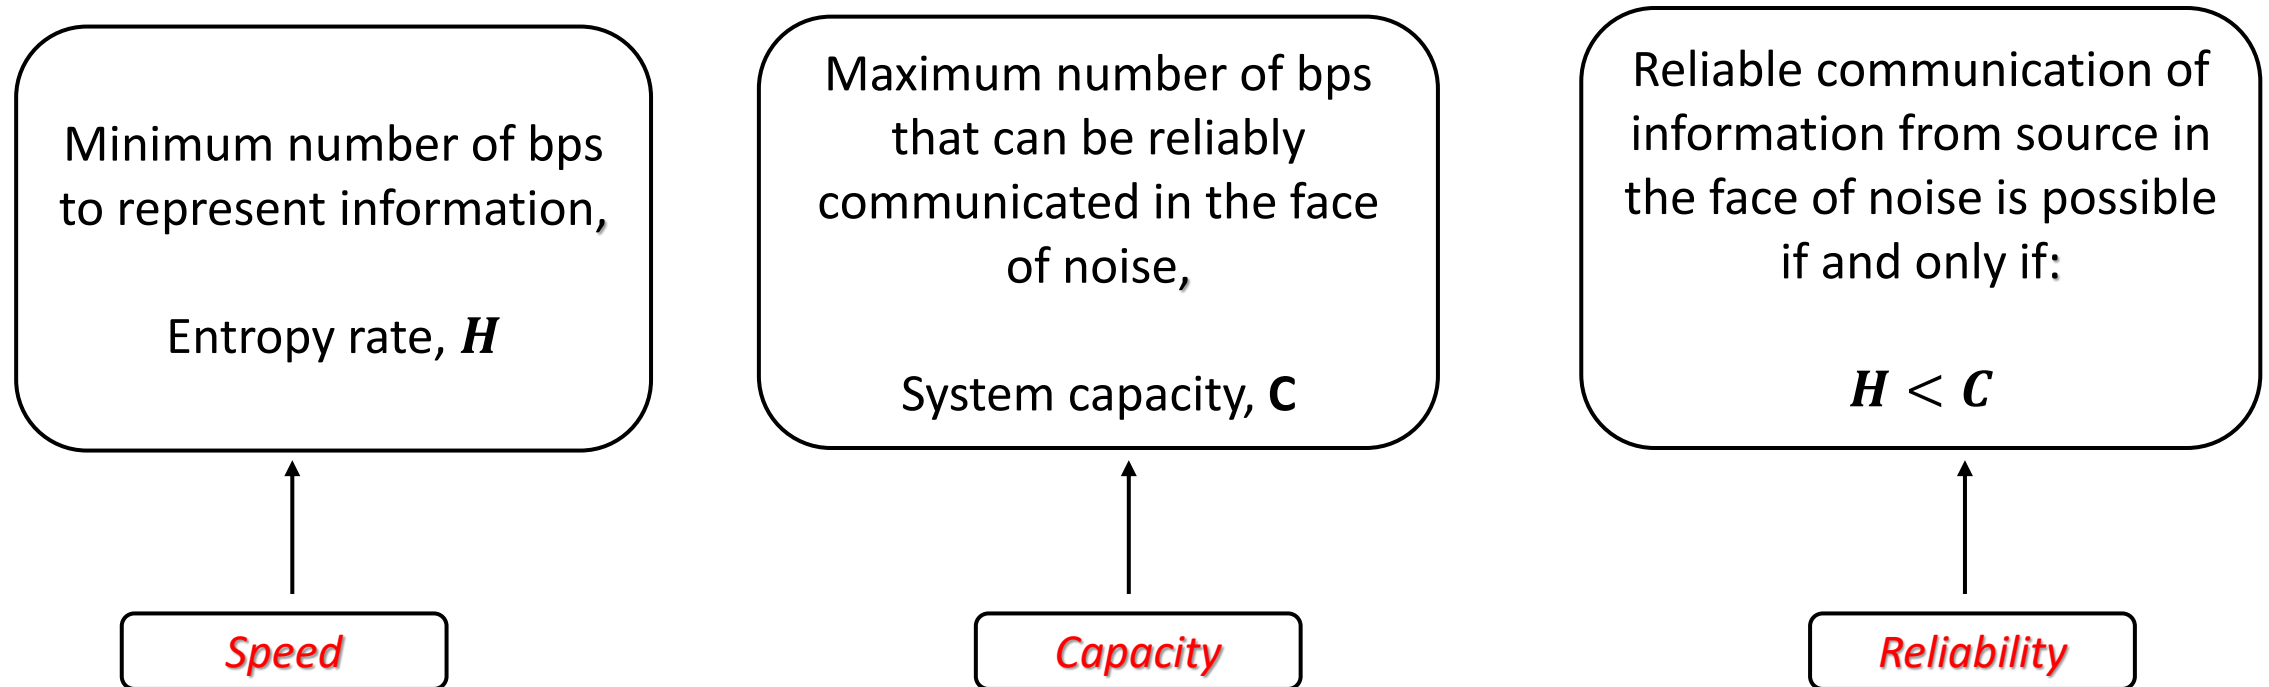 Minimum number of bps
to represent information,
Entropy rate, H
Speed
Maximum number of bps
that can be reliably
communicated in the face
of noise,
System capacity, C
Capacity
Reliable communication of
information from source in
the face of noise is possible
if and only if:
H < C
Reliability